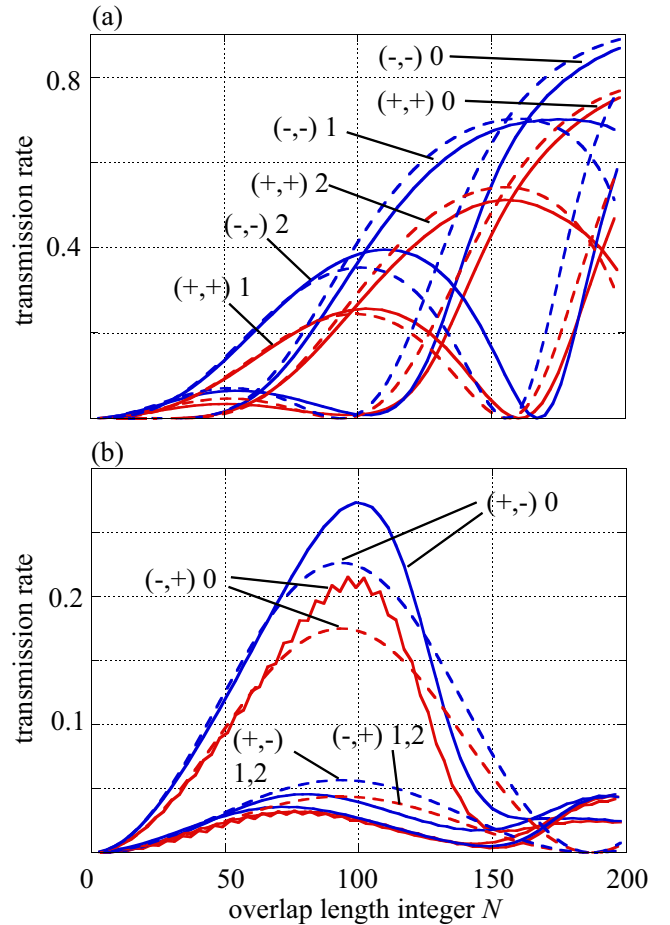 (a)
0.8
(-,-) 0
(+,+) 0
(-,-) 1
(+,+) 2
transmission rate
0.4
(-,-) 2
(+,+) 1
(b)
(+,-) 0
(-,+) 0
transmission rate
0.2
0.1
(+,-)
1,2
(-,+) 1,2
0 50 100 150 200
overlap length integer N